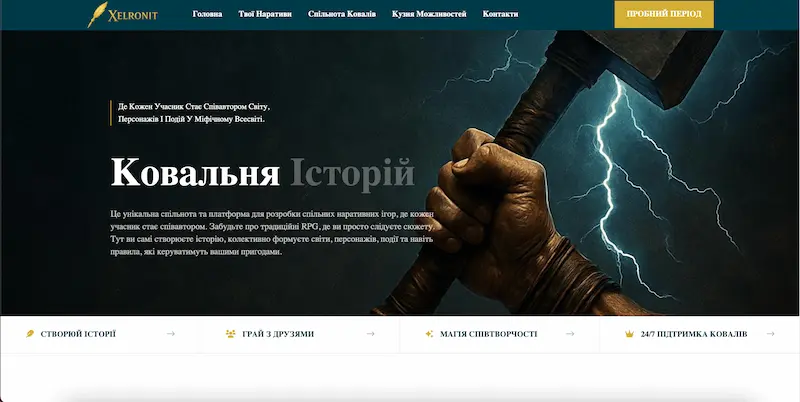 XELRONIT
Головна
Твої Наративи
Спільнота Ковалів
Кузня Можливостей
Контакти
ПРОБНИЙ ПЕРІОД
Де Кожен Учасник Стає Співавтором Світу,
Персонажів І Подій У Міфічному Всесвіті.
Ковальня Історій
Це унікальна спільнота та платформа для розробки спільних наративних ігор, де кожен
учасник стає співавтором. Забудьте про традиційні RPG, де ви просто слідуєте сюжету.
Тут ви самі створюєте історію, колективно формуєте світи, персонажів, події та навіть
правила, які керуватимуть вашими пригодами.
СТВОРЮЙ ІСТОРІЇ
ГРАЙ З ДРУЗЯМИ
МАГІЯ СПІВТВОРЧОСТІ
24/7 ПІДТРИМКА КОВАЛІВ